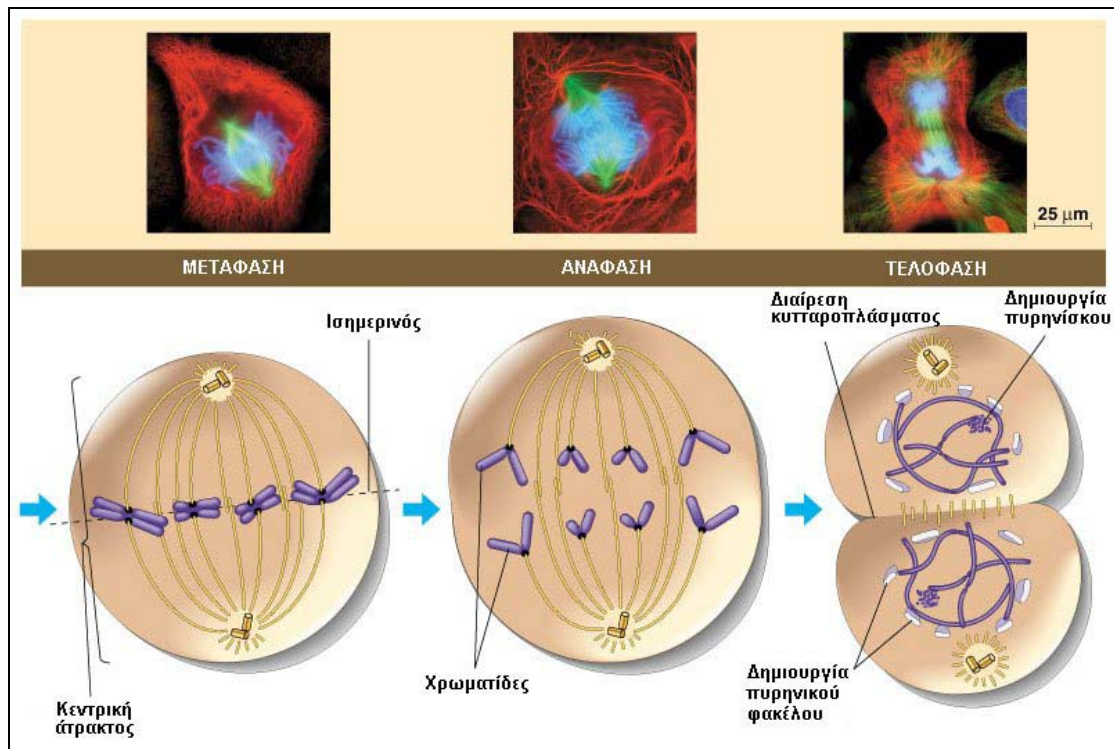 25 μm
ΜΕΤΑΦΑΣΗ
ΑΝΑΦΑΣΗ
ΤΕΛΟΦΑΣΗ
Ισημερινός
Διαίρεση
κυτταροπλάσματος
Δημιουργία
πυρηνίσκου
Κεντρική
άτρακτος
Χρωματίδες
Δημιουργία
πυρηνικού
φακέλου